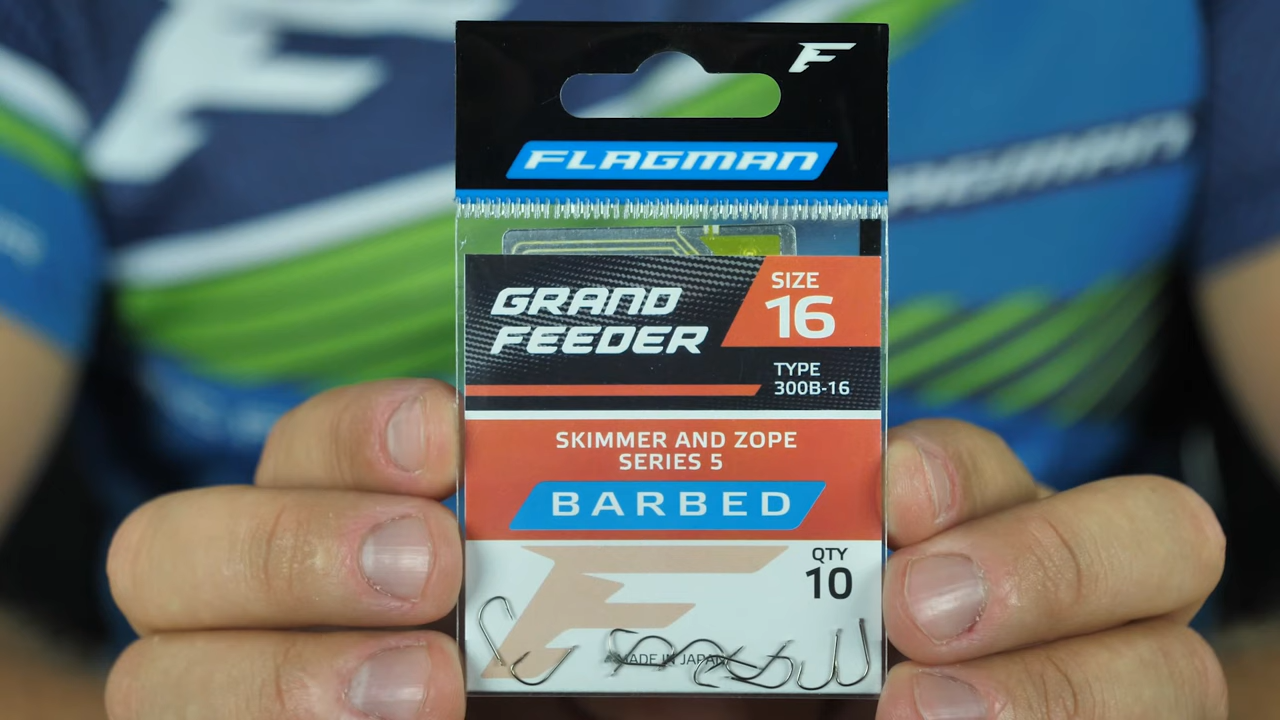 FLAGMAN
GRAND
FEEDER
SIZE
16
TYPE
300B-16
SKIMMER AND ZOPE
SERIES 5
BARBED
QTY
10
MADE IN JAPAN